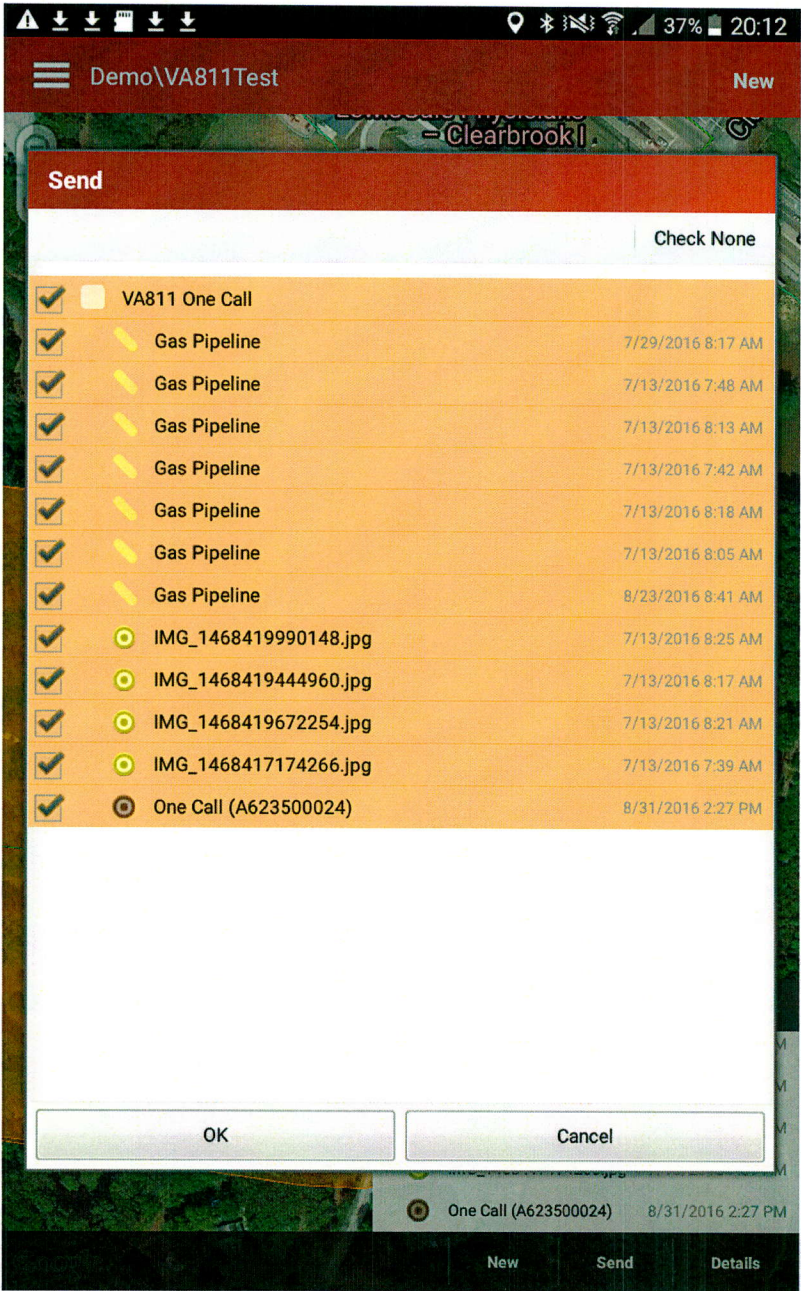 37% 20:12
Demo\VA811Test New
Clearbrook I
Send
Check None
VA811 One Call
Gas Pipeline 7/29/2016 8:17 AM
Gas Pipeline 7/13/2016 7:48 AM
Gas Pipeline 7/13/2016 8:13 AM
Gas Pipeline 7/13/2016 7:42 AM
Gas Pipeline 7/13/2016 8:18 AM
Gas Pipeline 7/13/2016 8:05 AM
Gas Pipeline 8/23/2016 8:41 AM
IMG_1468419990148.jpg 7/13/2016 8:25 AM
IMG_1468419444960.jpg 7/13/2016 8:17 AM
IMG_1468419672254.jpg 7/13/2016 8:21 AM
IMG_1468417174266.jpg 7/13/2016 7:39 AM
One Call (A623500024) 8/31/2016 2:27 PM
M
M
M
OK Cancel
M
One Call (A623500024) 8/31/2016 2:27 PM
New Send Details